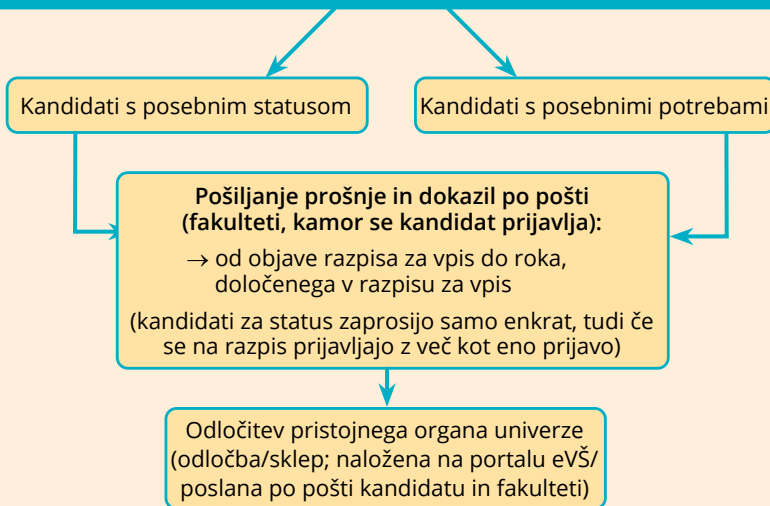 Kandidati s posebnim statusom
Kandidati s posebnimi potrebami
Pošiljanje prošnje in dokazil po pošti
(fakulteti, kamor se kandidat prijavlja):
→ od objave razpisa za vpis do roka,
določenega v razpisu za vpis
(kandidati za status zaprosijo samo enkrat, tudi če
se na razpis prijavljajo z več kot eno prijavo)
Odločitev pristojnega organa univerze
(odločba/sklep; naložena na portalu eVŠ/
poslana po pošti kandidatu in fakulteti)